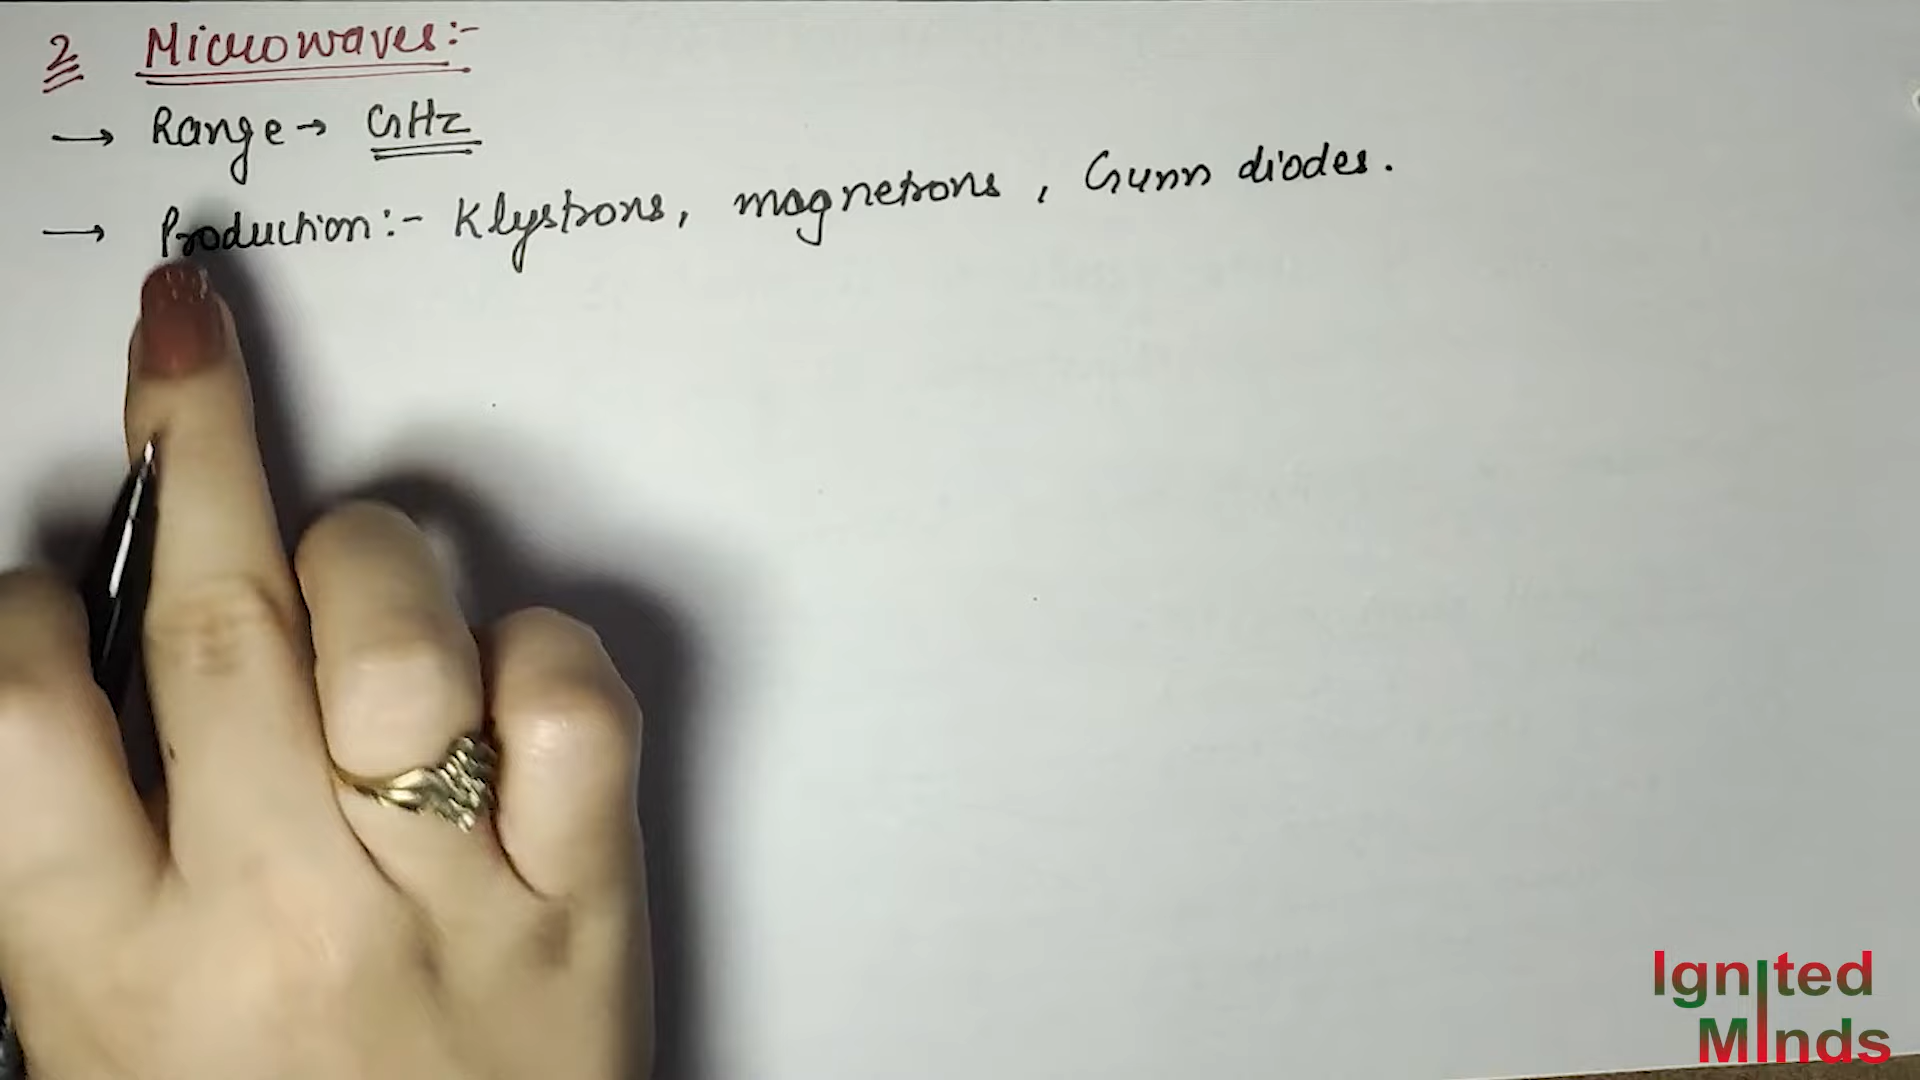 2 Microwaves:-
→ Range → GHz
→ Production:- Klystrons, magnetrons, Gunn diodes.
Ignited
Minds